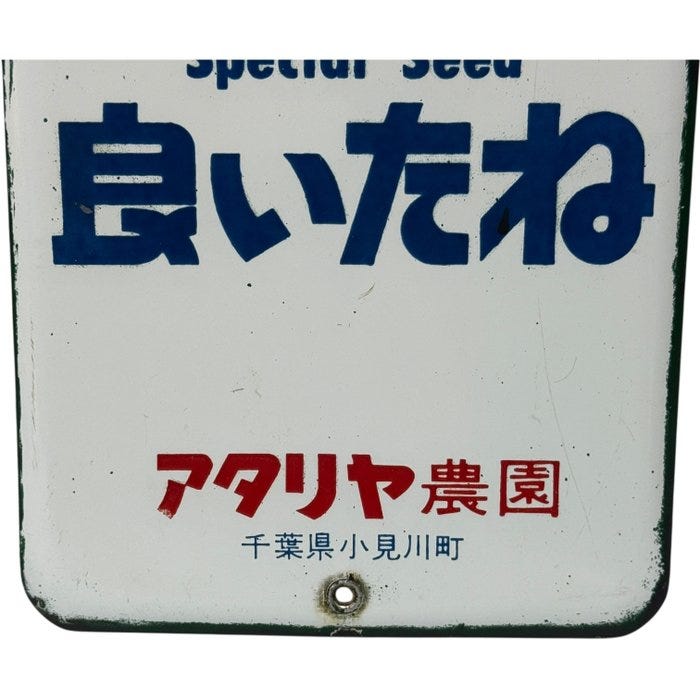 Special Seed
良いたね
アタリヤ農園
千葉県小見川町